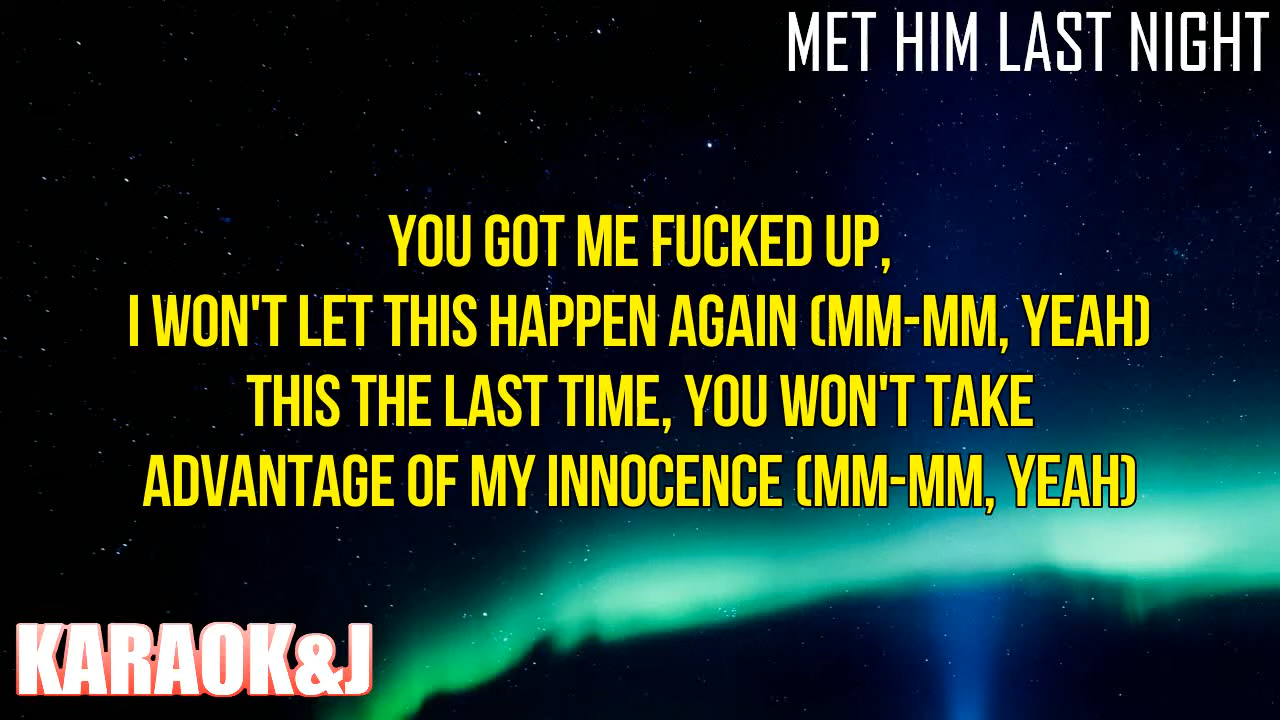 MET HIM LAST NIGHT
YOU GOT ME FUCKED UP,
I WON'T LET THIS HAPPEN AGAIN (MM-MM, YEAH)
THIS THE LAST TIME, YOU WON'T TAKE
ADVANTAGE OF MY INNOCENCE (MM-MM, YEAH)
KARAOK&J